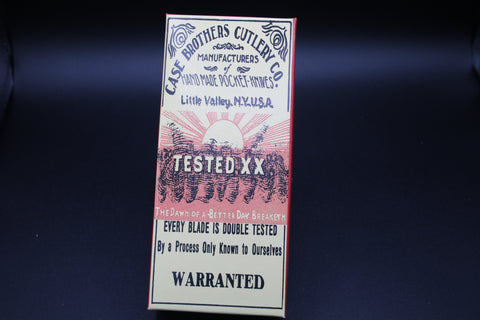 CASE BROTHERS CUTLERY CO.
MANUFACTURERS
of
HAND MADE POCKET-KNIVES
Little Valley, N.Y. U.S.A.
TESTED XX
THE DAWN OF A BETTER DAY BREAKETH
EVERY BLADE IS DOUBLE TESTED
By a Process Only Known to Ourselves
WARRANTED